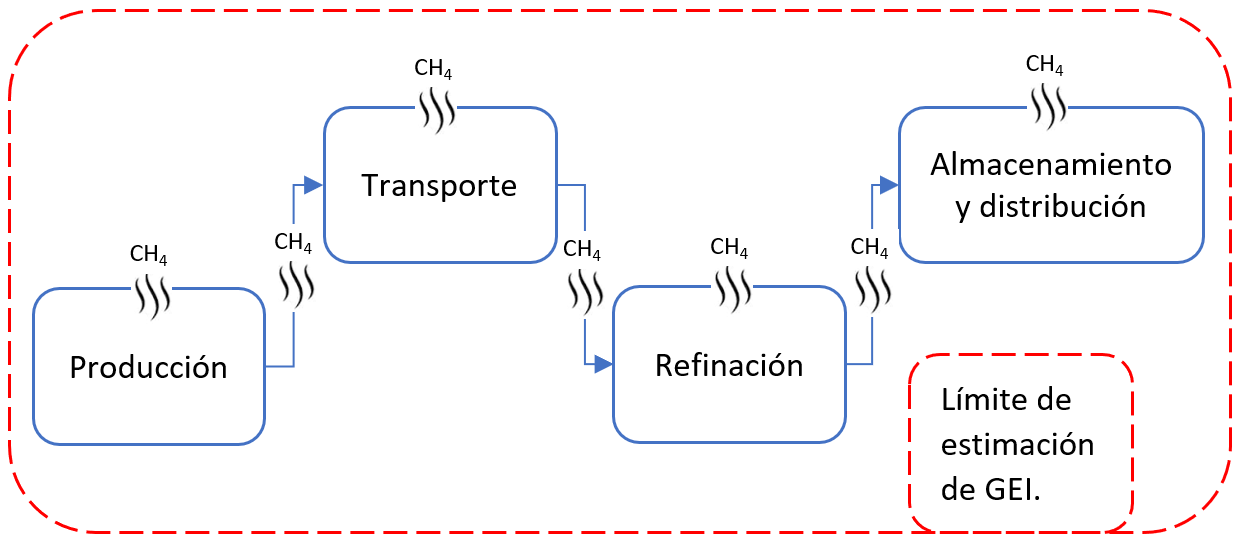 CH₄
Producción
CH₄
CH₄
Transporte
CH₄
CH₄
Refinación
CH₄
CH₄
Almacenamiento
y distribución
Límite de
estimación
de GEI.